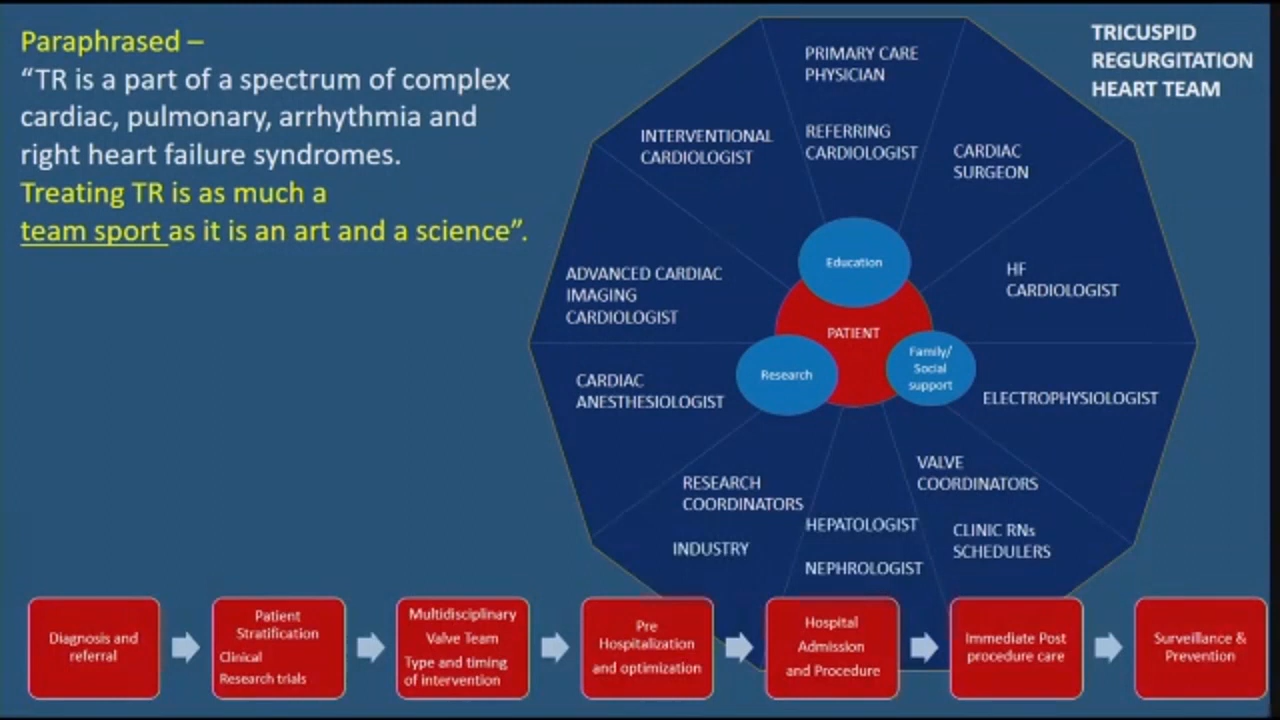 Paraphrased –
“TR is a part of a spectrum of complex
cardiac, pulmonary, arrhythmia and
right heart failure syndromes.
Treating TR is as much a
team sport as it is an art and a science”.
TRICUSPID
REGURGITATION
HEART TEAM
PRIMARY CARE
PHYSICIAN
REFERRING
CARDIOLOGIST
INTERVENTIONAL
CARDIOLOGIST
CARDIAC
SURGEON
ADVANCED CARDIAC
IMAGING
CARDIOLOGIST
HF
CARDIOLOGIST
Education
PATIENT
Research
Family/
Social
support
CARDIAC
ANESTHESIOLOGIST
ELECTROPHYSIOLOGIST
RESEARCH
COORDINATORS
INDUSTRY
HEPATOLOGIST
NEPHROLOGIST
VALVE
COORDINATORS
CLINIC RNs
SCHEDULERS
Diagnosis and
referral
Patient
Stratification
Clinical
Research trials
Multidisciplinary
Valve Team
Type and timing
of intervention
Pre
Hospitalization
and optimization
Hospital
Admission
and Procedure
Immediate Post
procedure care
Surveillance &
Prevention